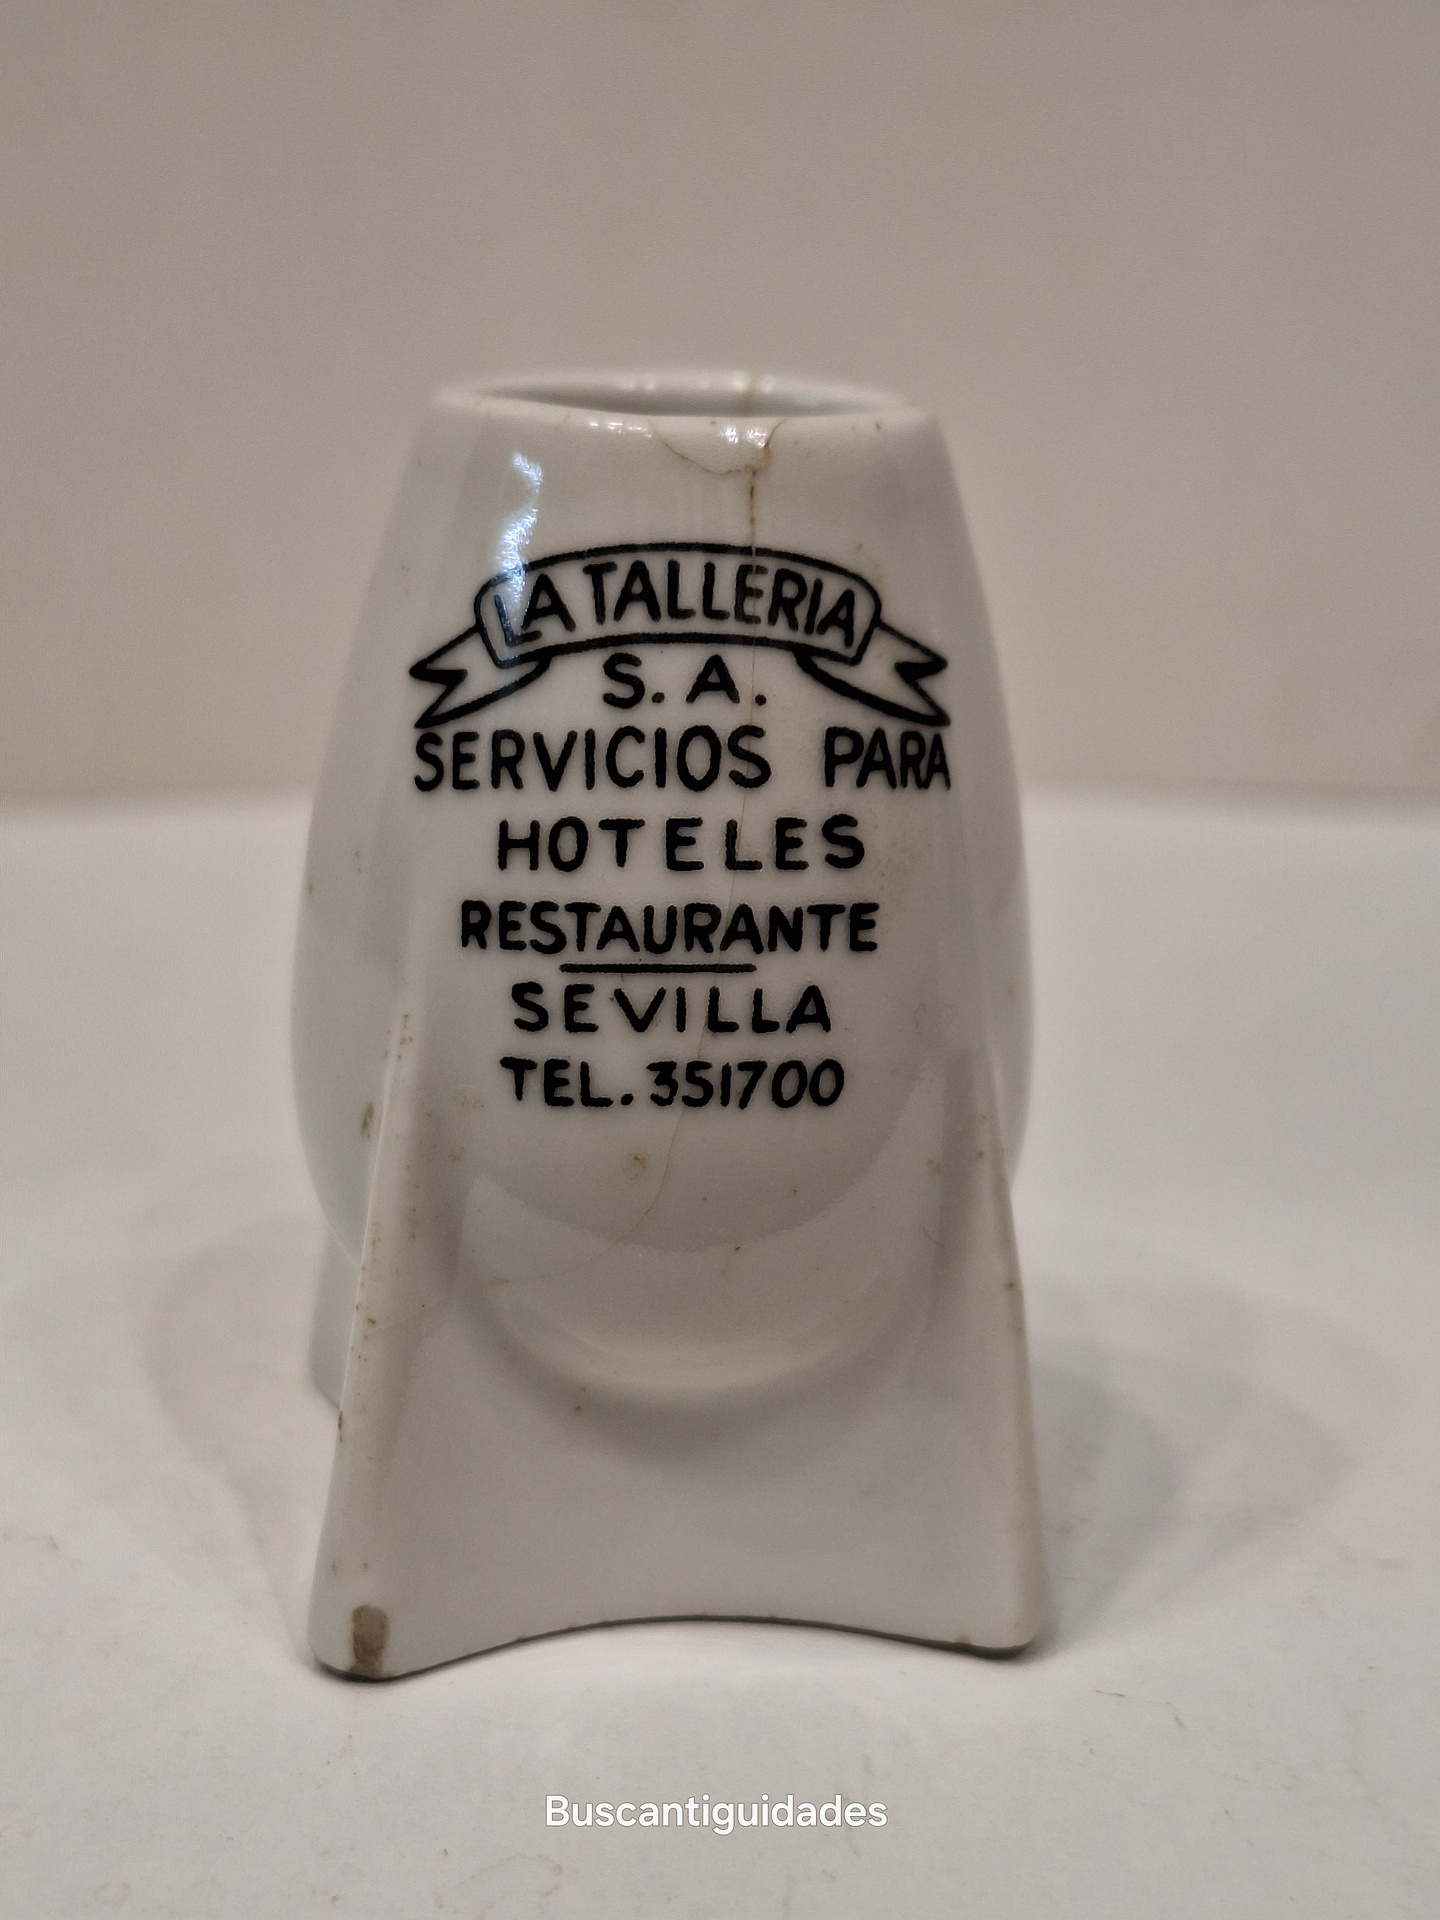 LA TALLERIA
S. A.
SERVICIOS PARA
HOTELES
RESTAURANTE
SEVILLA
TEL. 351700
Buscantiguidades